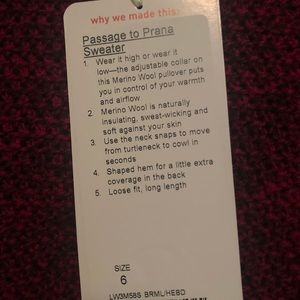 why we made this:
Passage to Prana
Sweater
1. Wear it high or wear it
low—the adjustable collar on
this Merino Wool pullover puts
you in control of your warmth
and airflow
2. Merino Wool is naturally
insulating, sweat-wicking and
soft against your skin
3. Use the neck snaps to move
from turtleneck to cowl in
seconds
4. Shaped hem for a little extra
coverage in the back
5. Loose fit, long length
SIZE
6
LW3M58S BRML/HEBD